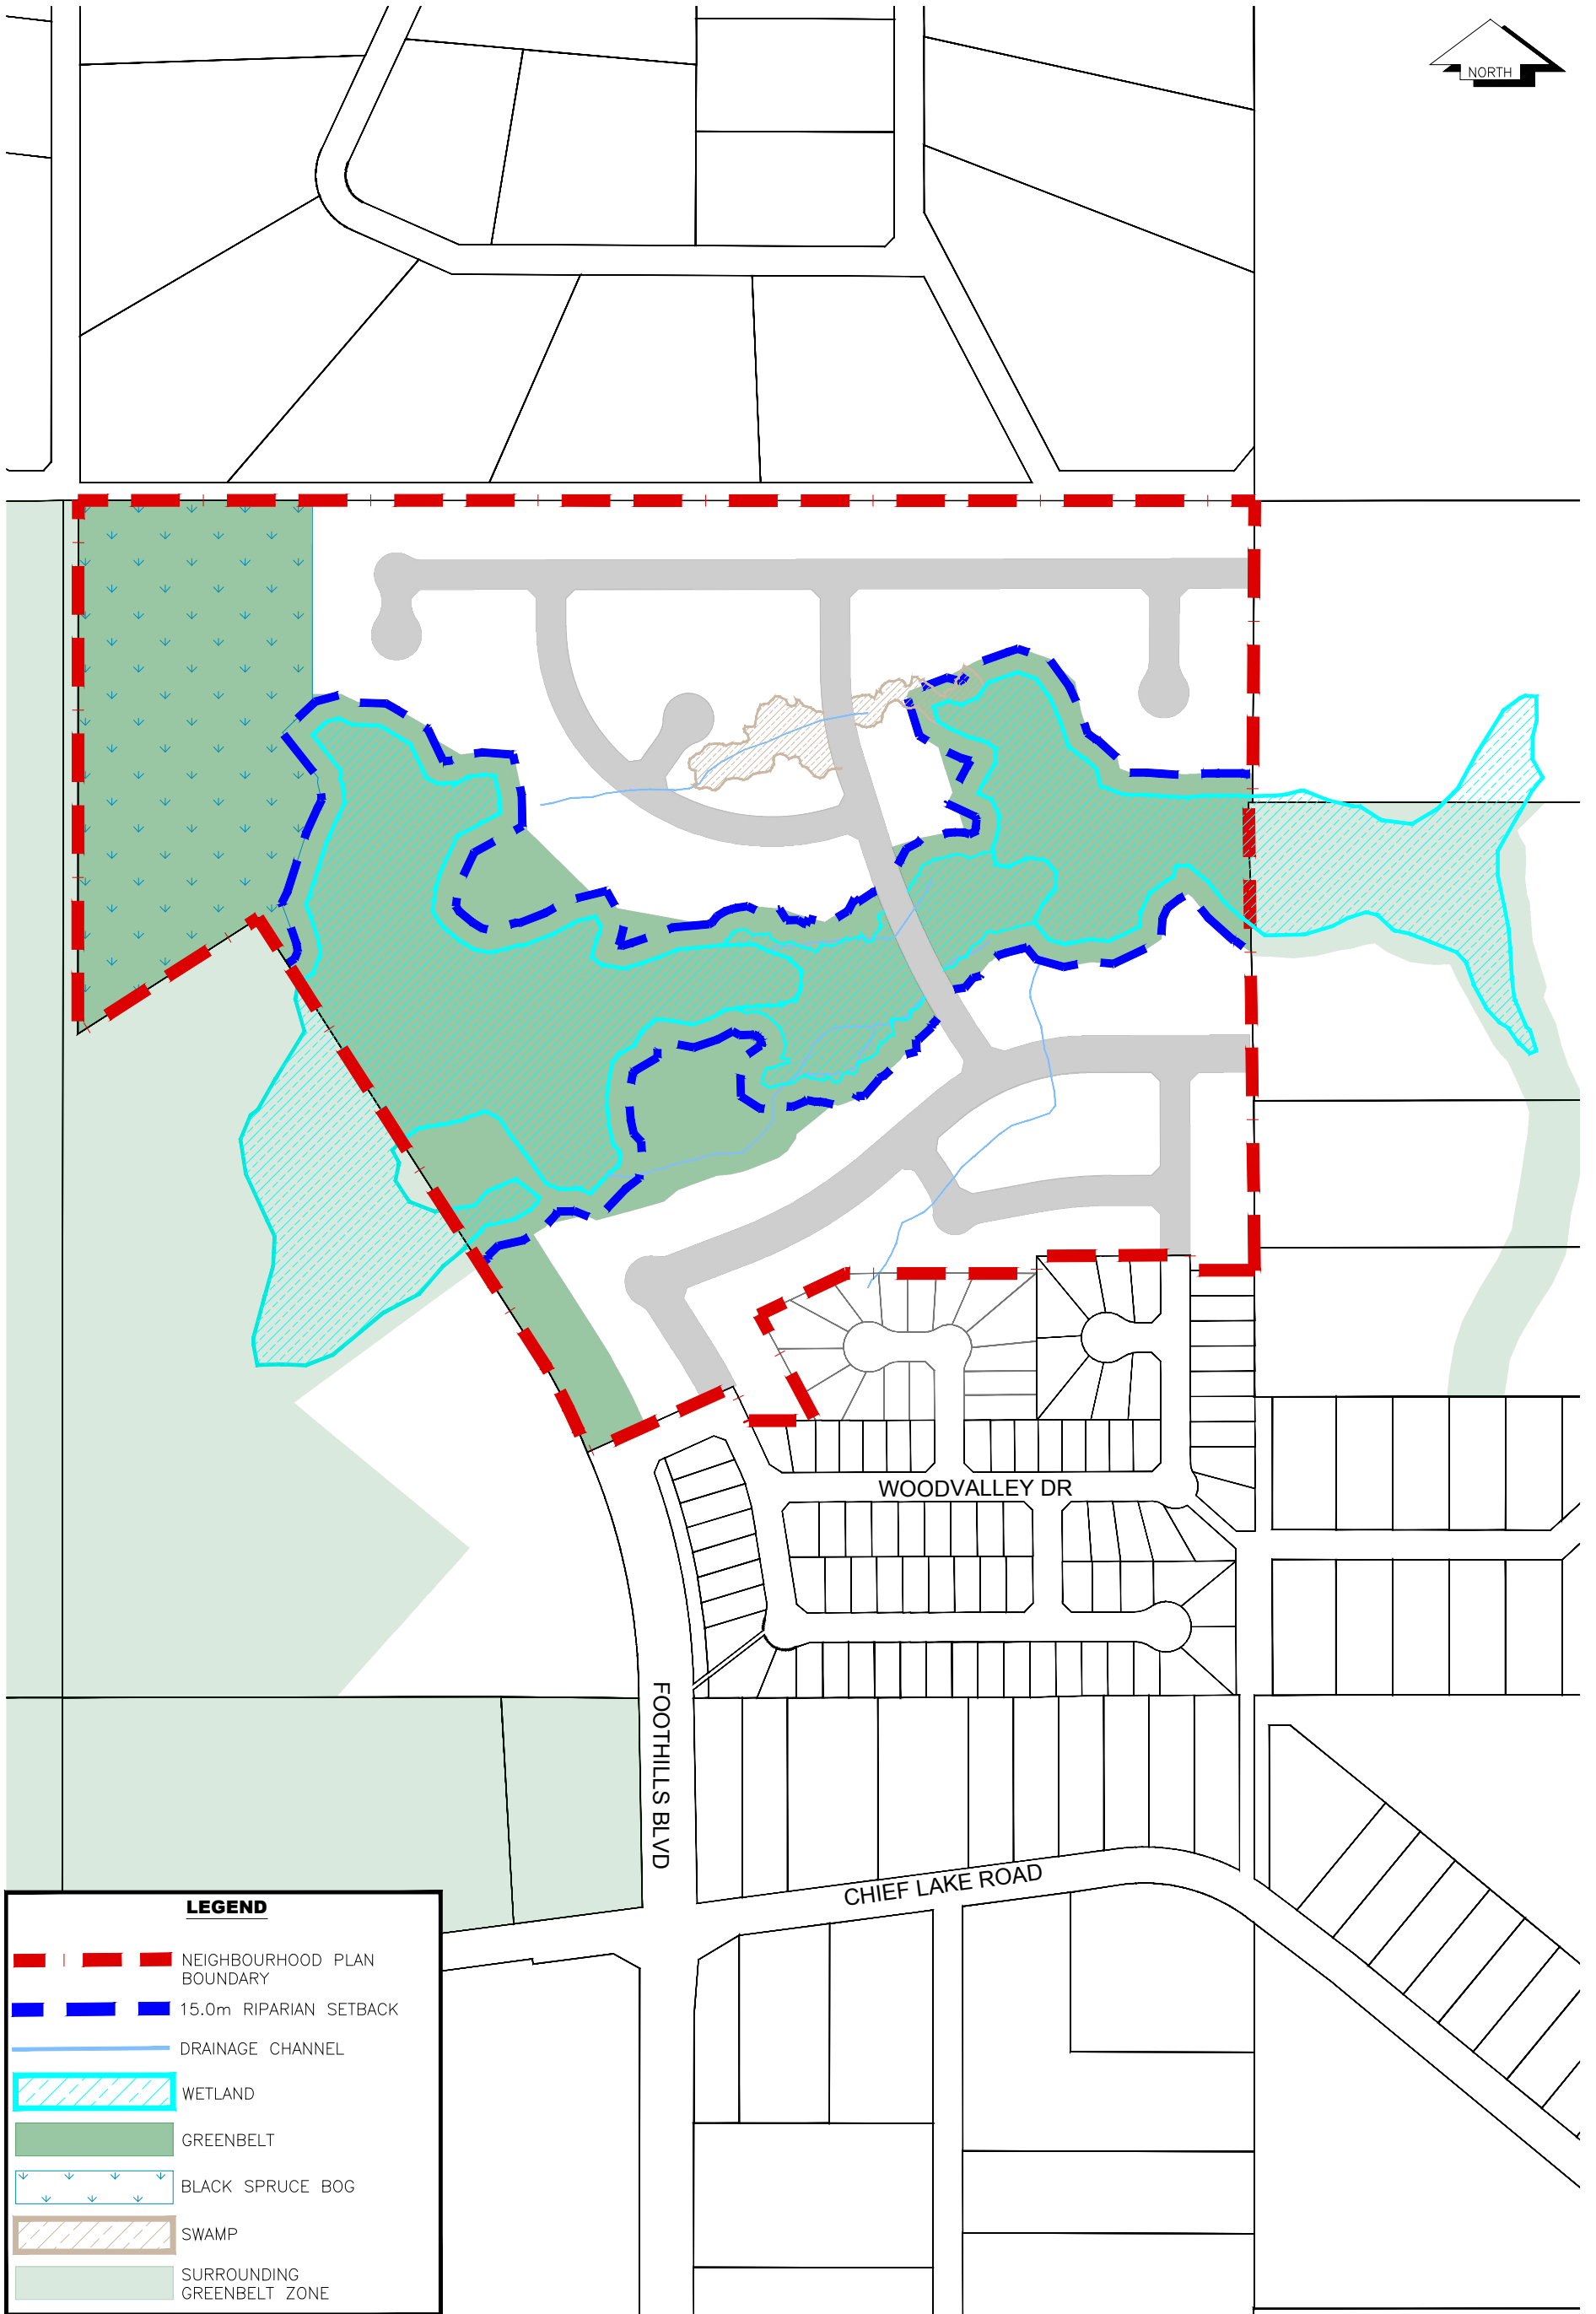 NORTH
WOODVALLEY DR
FOOTHILLS BLVD
CHIEF LAKE ROAD
LEGEND
NEIGHBOURHOOD PLAN
BOUNDARY
15.0m RIPARIAN SETBACK
DRAINAGE CHANNEL
WETLAND
GREENBELT
BLACK SPRUCE BOG
SWAMP
SURROUNDING
GREENBELT ZONE